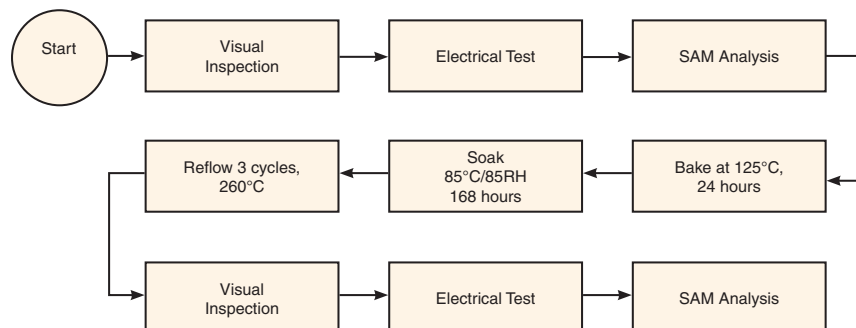 Start
Visual
Inspection
Electrical Test
SAM Analysis
Reflow 3 cycles,
260°C
Soak
85°C/85RH
168 hours
Bake at 125°C,
24 hours
Visual
Inspection
Electrical Test
SAM Analysis